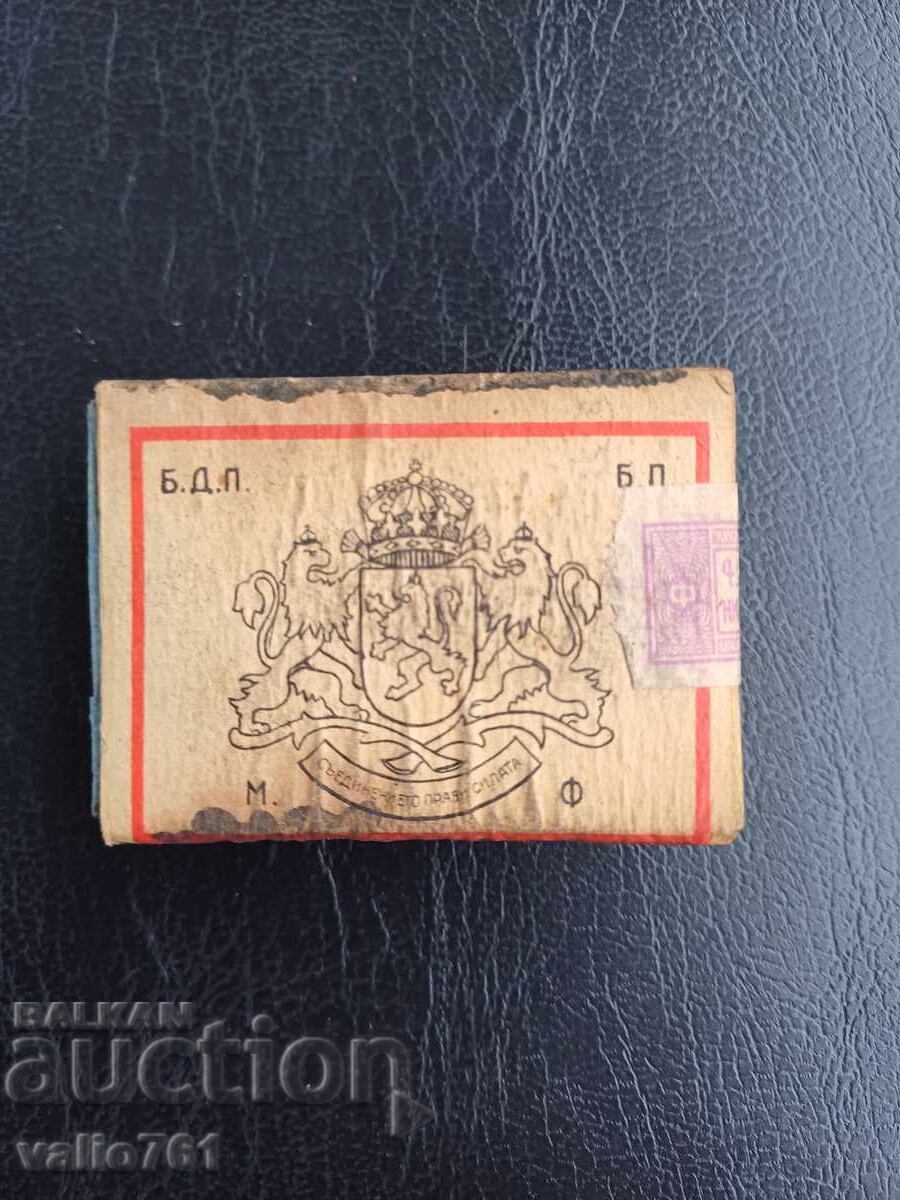 Б.Д.П.
Б.П.
СЪЕДИНЕНИЕТО ПРАВИ СИЛАТА
М.
Ф
Ф
BALKAN
auction
valio761